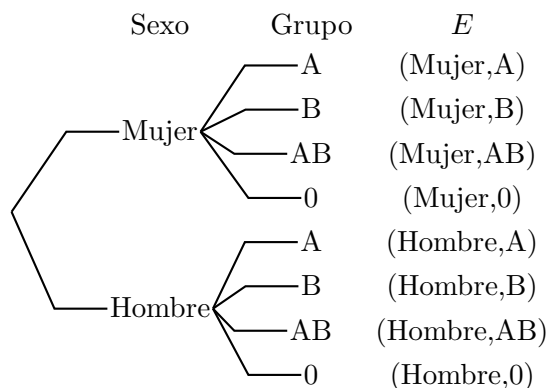 Sexo Grupo E
A (Mujer,A)
B (Mujer,B)
Mujer
AB (Mujer,AB)
0 (Mujer,0)
A (Hombre,A)
B (Hombre,B)
Hombre
AB (Hombre,AB)
0 (Hombre,0)